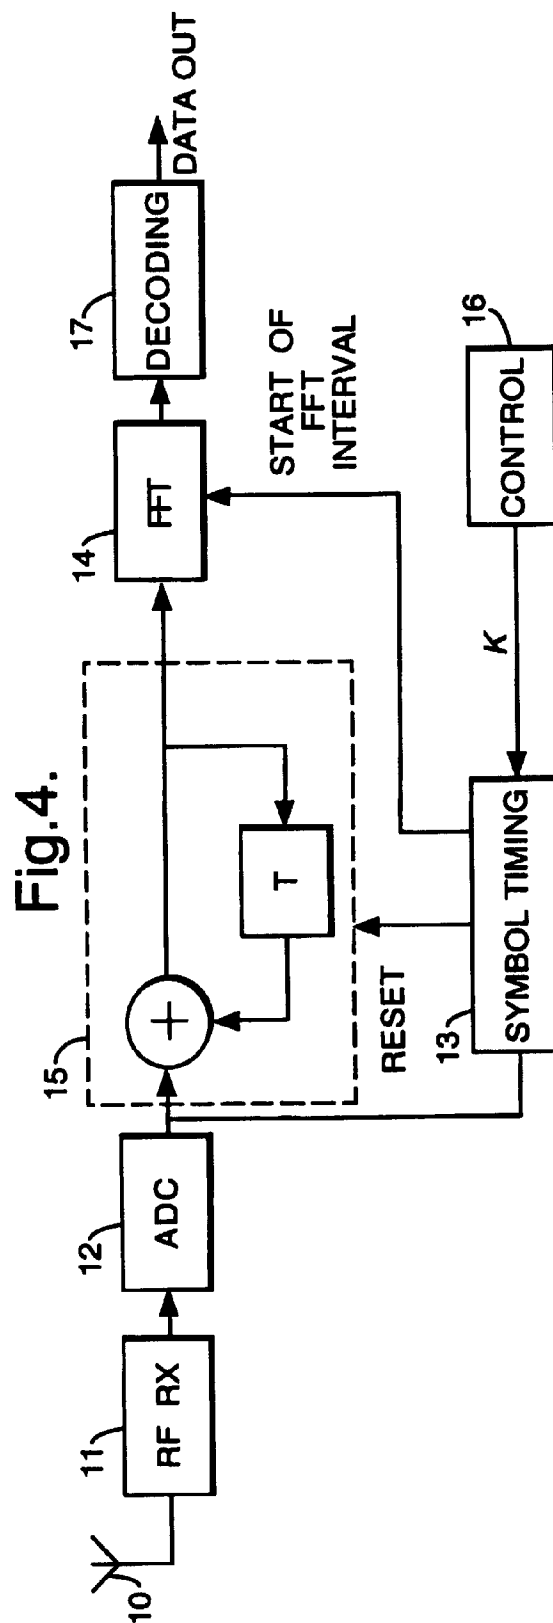 Fig.4.
10
11
RF RX
12
ADC
15
+
T
RESET
14
FFT
START OF
FFT
INTERVAL
17
DECODING
DATA OUT
13
SYMBOL TIMING
K
16
CONTROL